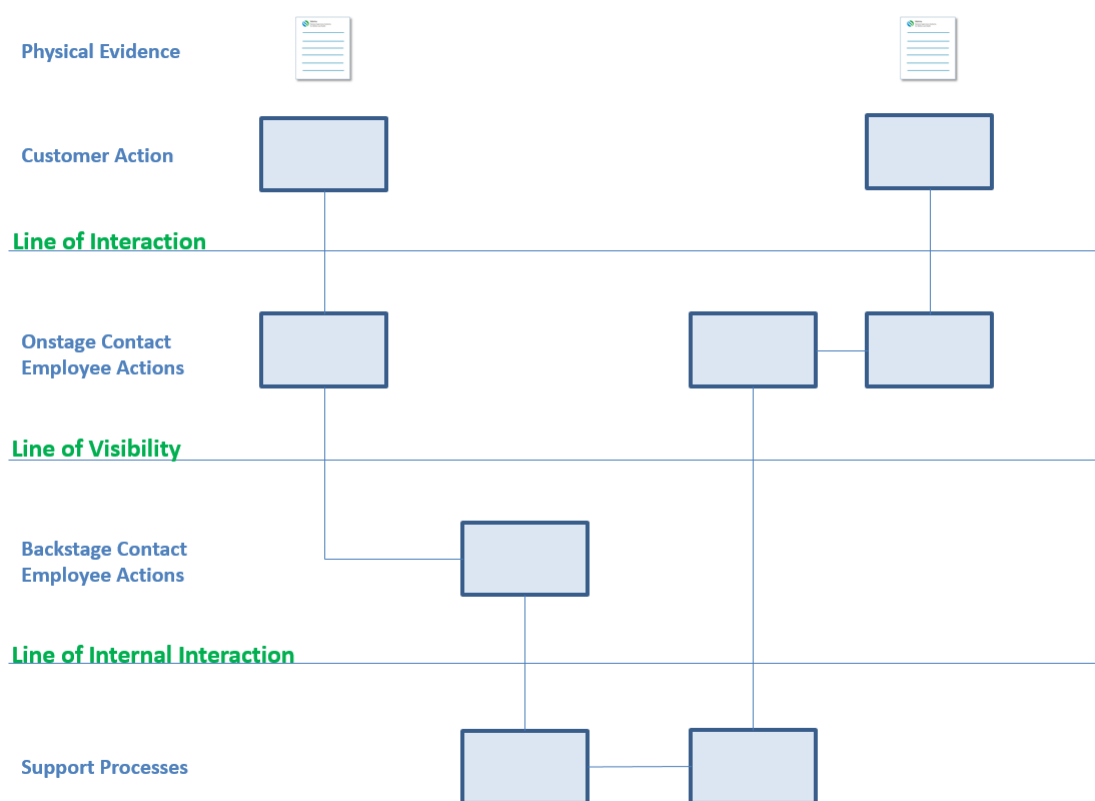 Physical Evidence
Customer Action
Line of Interaction
Onstage Contact
Employee Actions
Line of Visibility
Backstage Contact
Employee Actions
Line of Internal Interaction
Support Processes